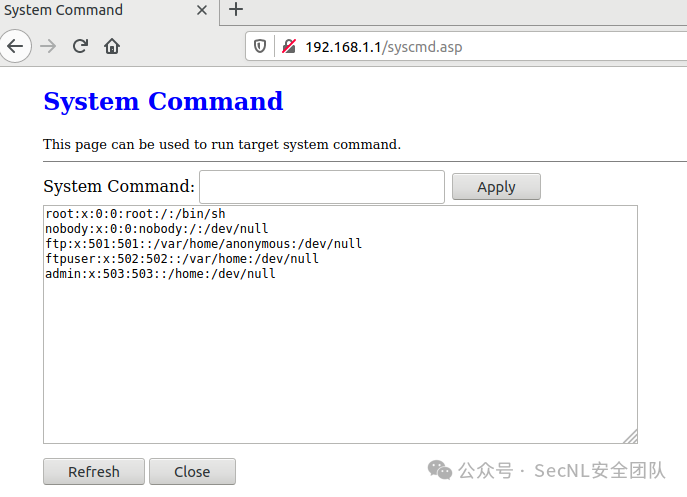 System Command
192.168.1.1/syscmd.asp
System Command
This page can be used to run target system command.
System Command:
Apply
root:x:0:0:root:/:/bin/sh
nobody:x:0:0:nobody:/:/dev/null
ftp:x:501:501::/var/home/anonymous:/dev/null
ftpuser:x:502:502::/var/home:/dev/null
admin:x:503:503::/home:/dev/null
Refresh Close
公众号 · SecNL安全团队